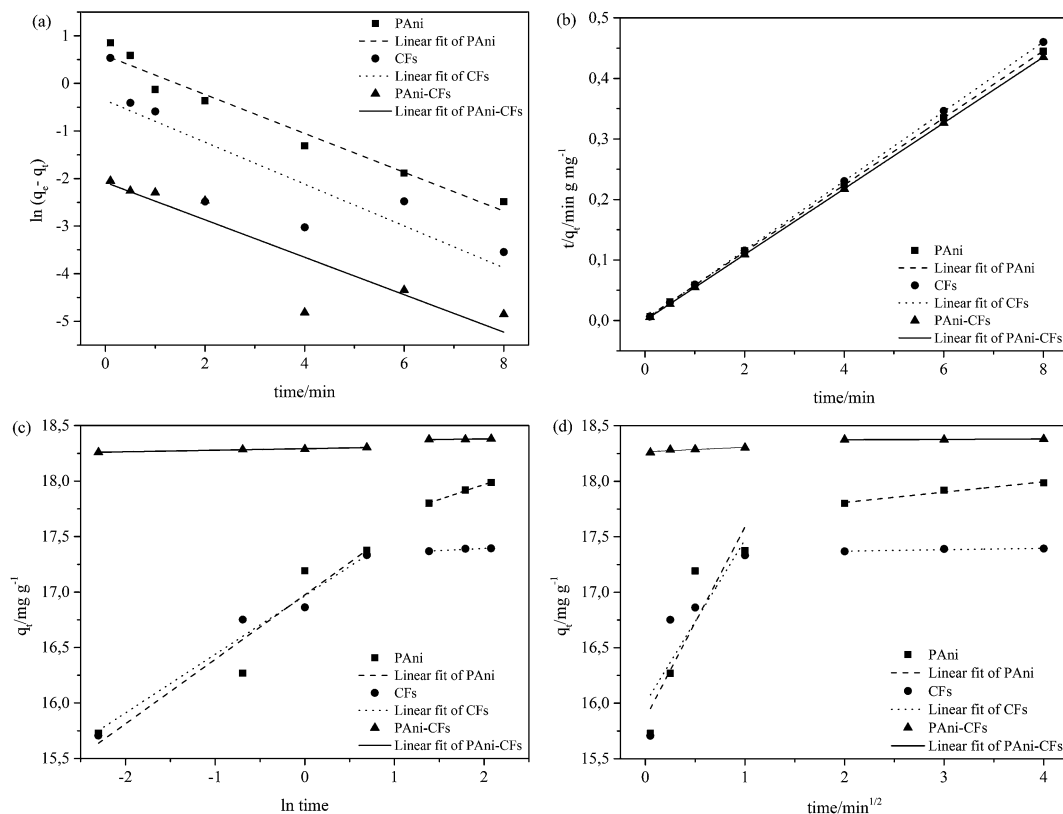 (a)
PAni
Linear fit of PAni
CFs
Linear fit of CFs
PAni-CFs
Linear fit of PAni-CFs
1
0
-1
-2
-3
-4
-5
ln (qe - qt)
0 2 4 6 8
time/min
(b)
0,5
0,4
0,3
0,2
0,1
0,0
t/qt/min g mg-1
PAni
Linear fit of PAni
CFs
Linear fit of CFs
PAni-CFs
Linear fit of PAni-CFs
0 2 4 6 8
time/min
(c)
18,5
18,0
17,5
17,0
16,5
16,0
15,5
qt/mg g-1
PAni
Linear fit of PAni
CFs
Linear fit of CFs
PAni-CFs
Linear fit of PAni-CFs
-2 -1 0 1 2
ln time
(d)
18,5
18,0
17,5
17,0
16,5
16,0
15,5
qt/mg g-1
PAni
Linear fit of PAni
CFs
Linear fit of CFs
PAni-CFs
Linear fit of PAni-CFs
0 1 2 3 4
time/min1/2